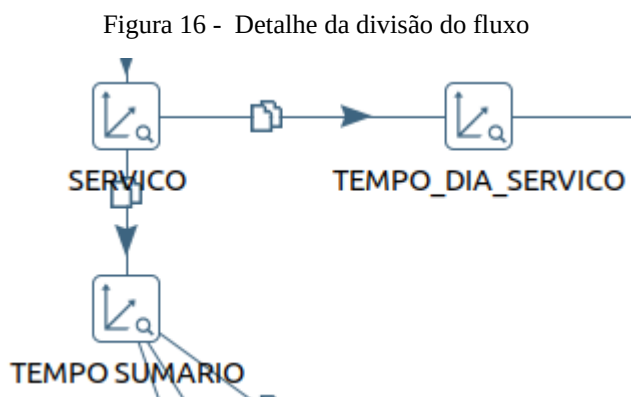 Figura 16 -  Detalhe da divisão do fluxo
SERVICO
TEMPO_DIA_SERVICO
TEMPO SUMARIO